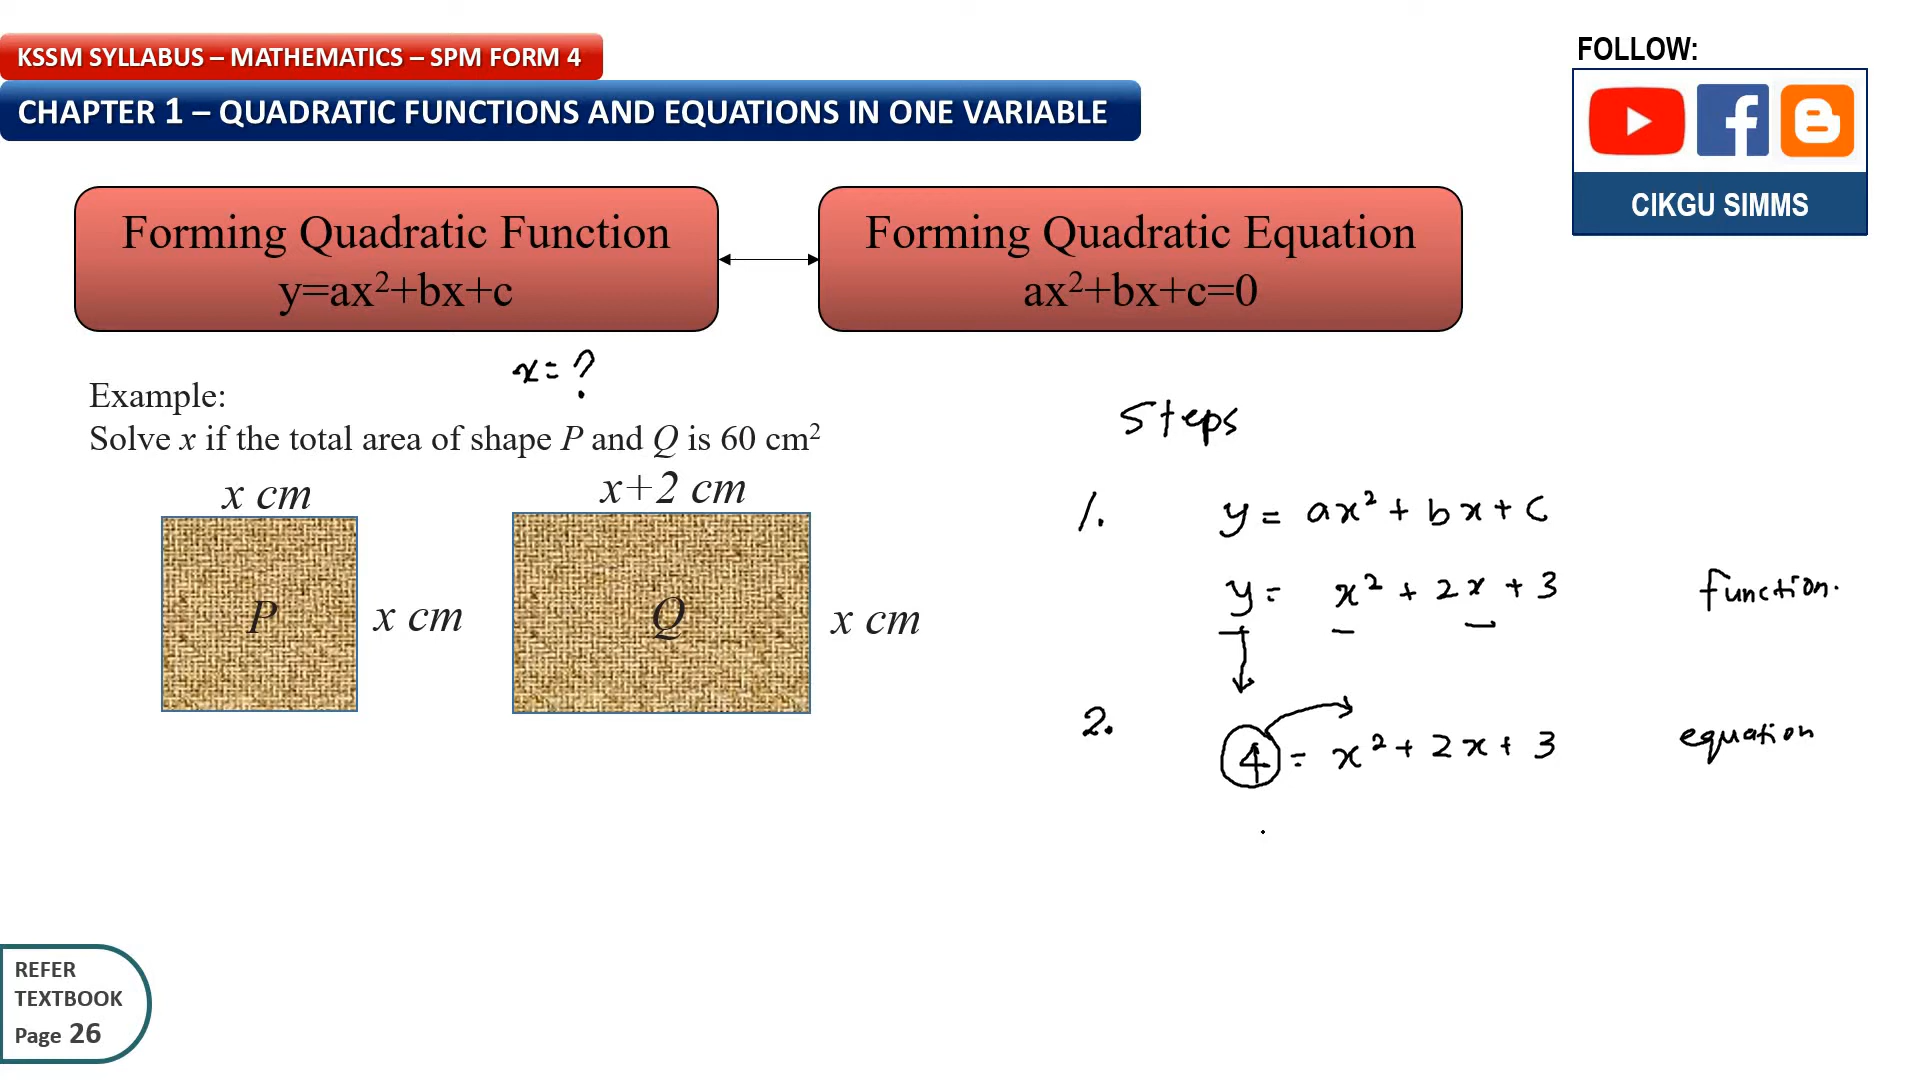 KSSM SYLLABUS – MATHEMATICS – SPM FORM 4
CHAPTER 1 – QUADRATIC FUNCTIONS AND EQUATIONS IN ONE VARIABLE
FOLLOW:
CIKGU SIMMS
Forming Quadratic Function
y=ax²+bx+c
Forming Quadratic Equation
ax²+bx+c=0
x = ?
Example:
Solve x if the total area of shape P and Q is 60 cm²
x cm
P
x cm
x+2 cm
Q
x cm
Steps
1. y = ax² + bx + c
y = x² + 2x + 3 function.
2. 4 = x² + 2x + 3 equation
REFER
TEXTBOOK
Page 26